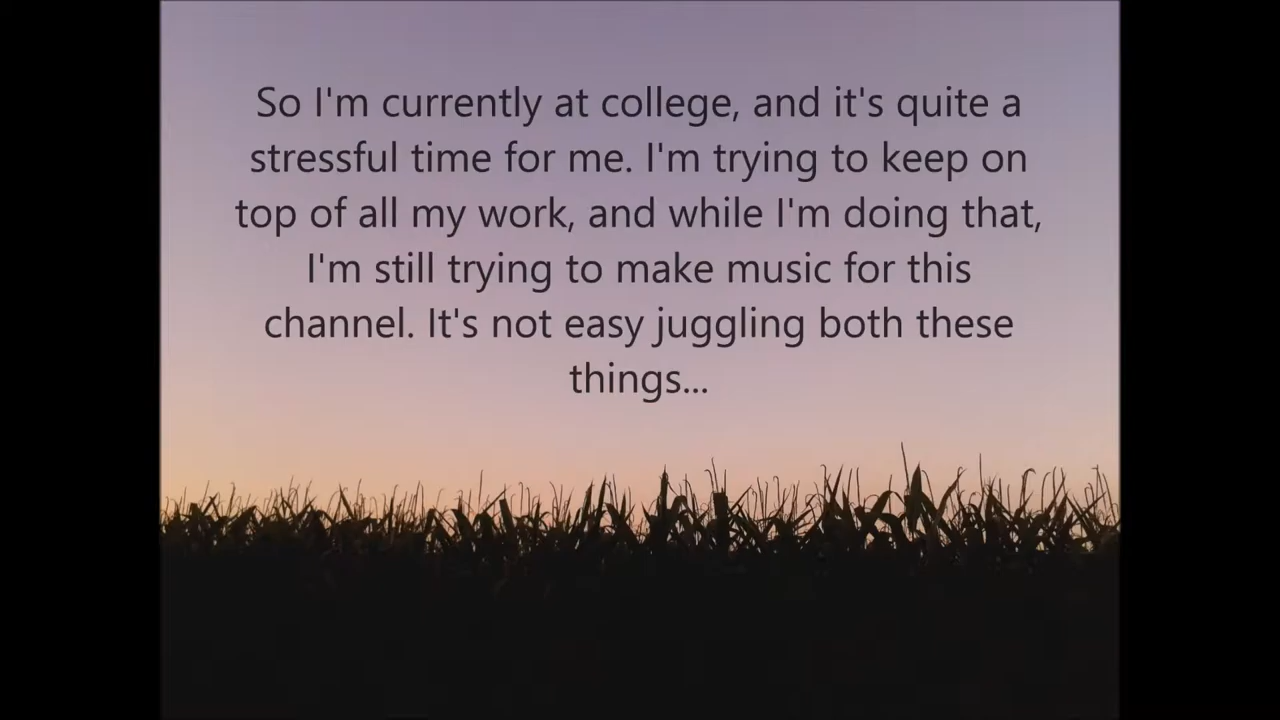 So I'm currently at college, and it's quite a
stressful time for me. I'm trying to keep on
top of all my work, and while I'm doing that,
I'm still trying to make music for this
channel. It's not easy juggling both these
things...